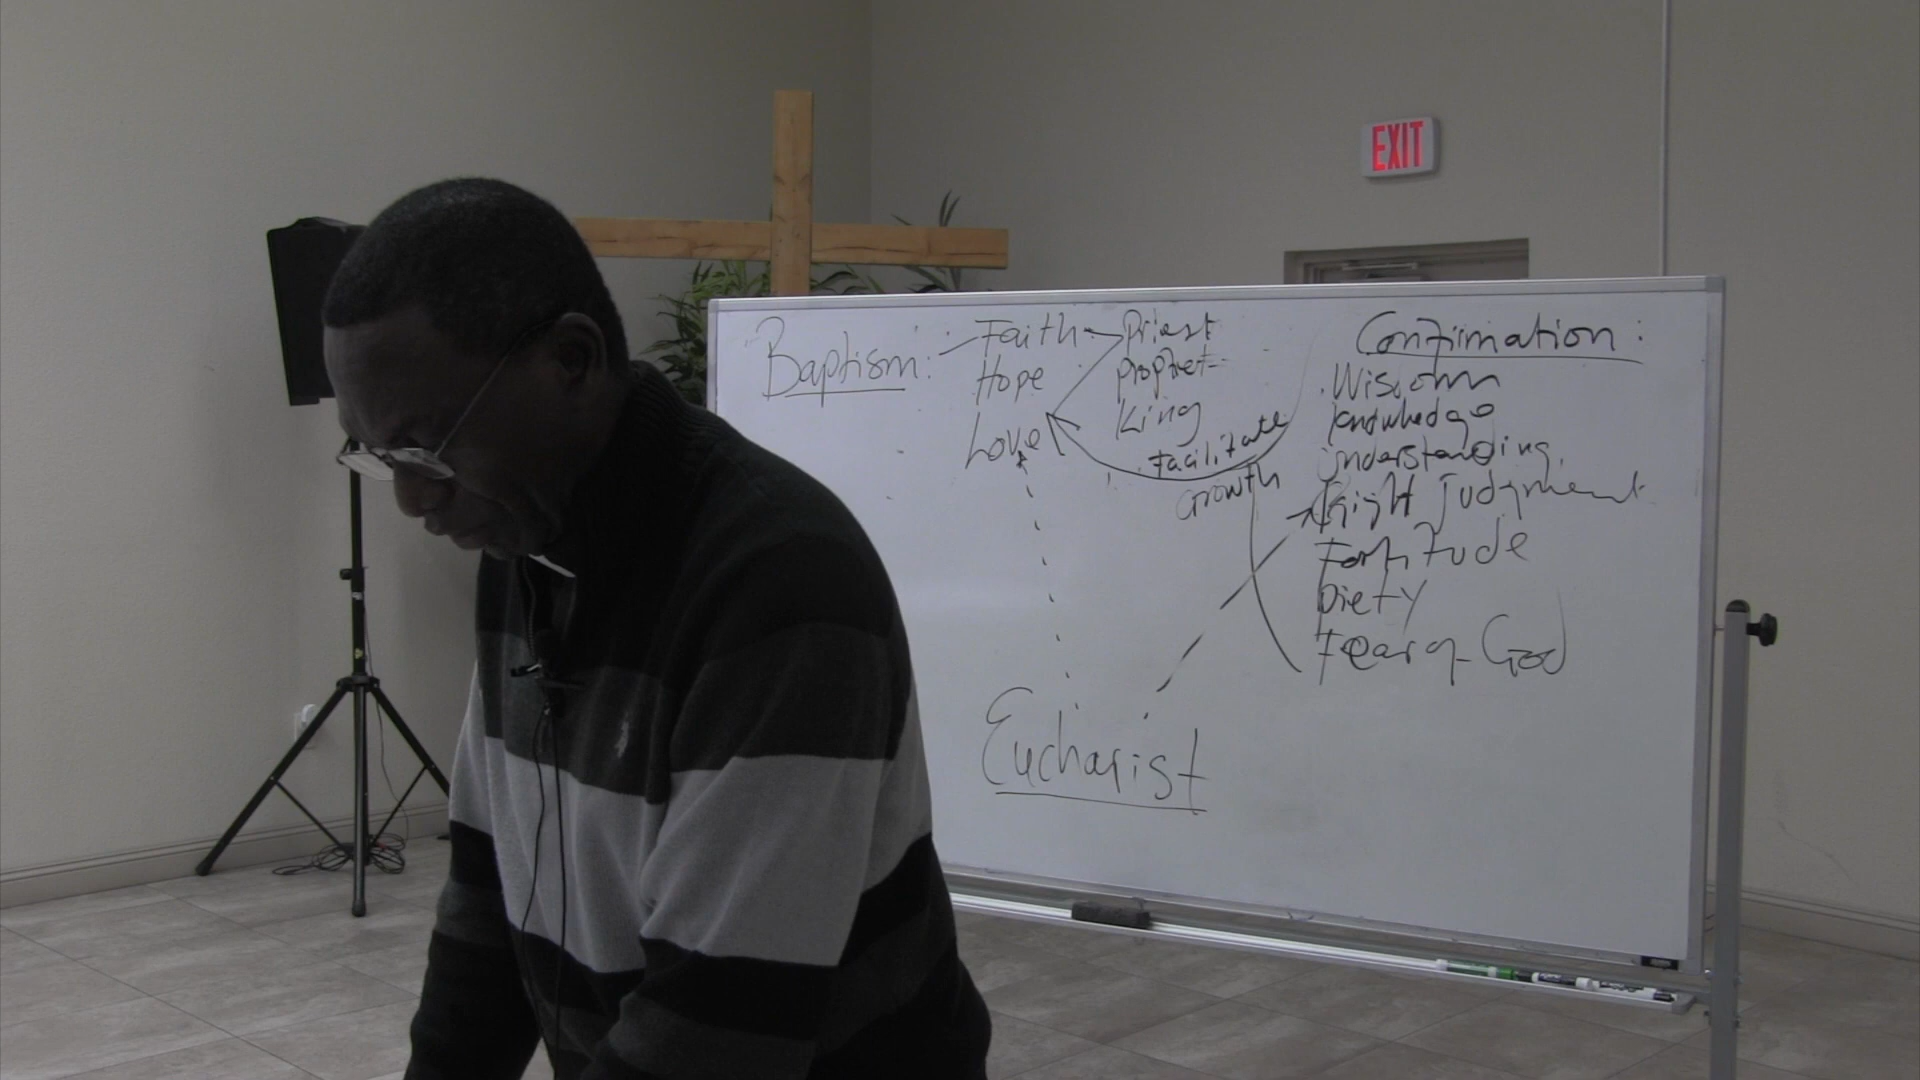 EXIT
Baptism:
Faith
Hope
Love
Priest
prophet
King
Facilitate
Growth
Confirmation:
Wisdom
knowledge
understanding
Right Judgment
Fortitude
piety
Fear of God
Eucharist